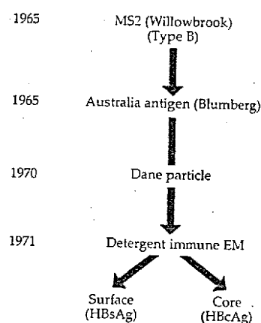 1965 MS2 (Willowbrook)
(Type B)
1965 Australia antigen (Blumberg)
1970 Dane particle
1971 Detergent immune EM
Surface Core
(HBsAg) (HBcAg)